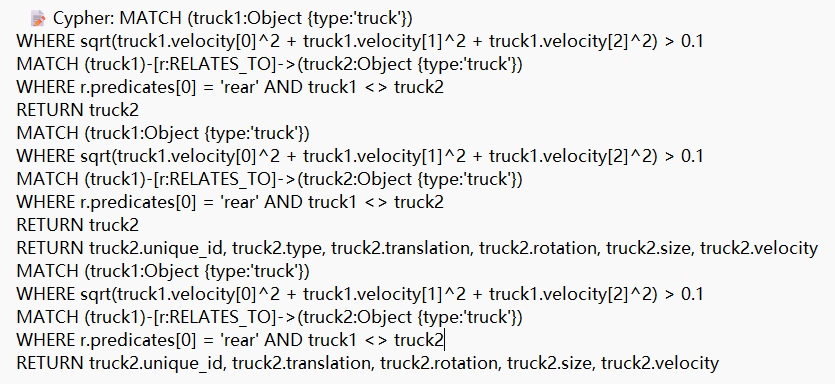 Cypher: MATCH (truck1:Object {type:'truck'})
WHERE sqrt(truck1.velocity[0]^2 + truck1.velocity[1]^2 + truck1.velocity[2]^2) > 0.1
MATCH (truck1)-[r:RELATES_TO]->(truck2:Object {type:'truck'})
WHERE r.predicates[0] = 'rear' AND truck1 <> truck2
RETURN truck2
MATCH (truck1:Object {type:'truck'})
WHERE sqrt(truck1.velocity[0]^2 + truck1.velocity[1]^2 + truck1.velocity[2]^2) > 0.1
MATCH (truck1)-[r:RELATES_TO]->(truck2:Object {type:'truck'})
WHERE r.predicates[0] = 'rear' AND truck1 <> truck2
RETURN truck2
RETURN truck2.unique_id, truck2.type, truck2.translation, truck2.rotation, truck2.size, truck2.velocity
MATCH (truck1:Object {type:'truck'})
WHERE sqrt(truck1.velocity[0]^2 + truck1.velocity[1]^2 + truck1.velocity[2]^2) > 0.1
MATCH (truck1)-[r:RELATES_TO]->(truck2:Object {type:'truck'})
WHERE r.predicates[0] = 'rear' AND truck1 <> truck2
RETURN truck2.unique_id, truck2.translation, truck2.rotation, truck2.size, truck2.velocity